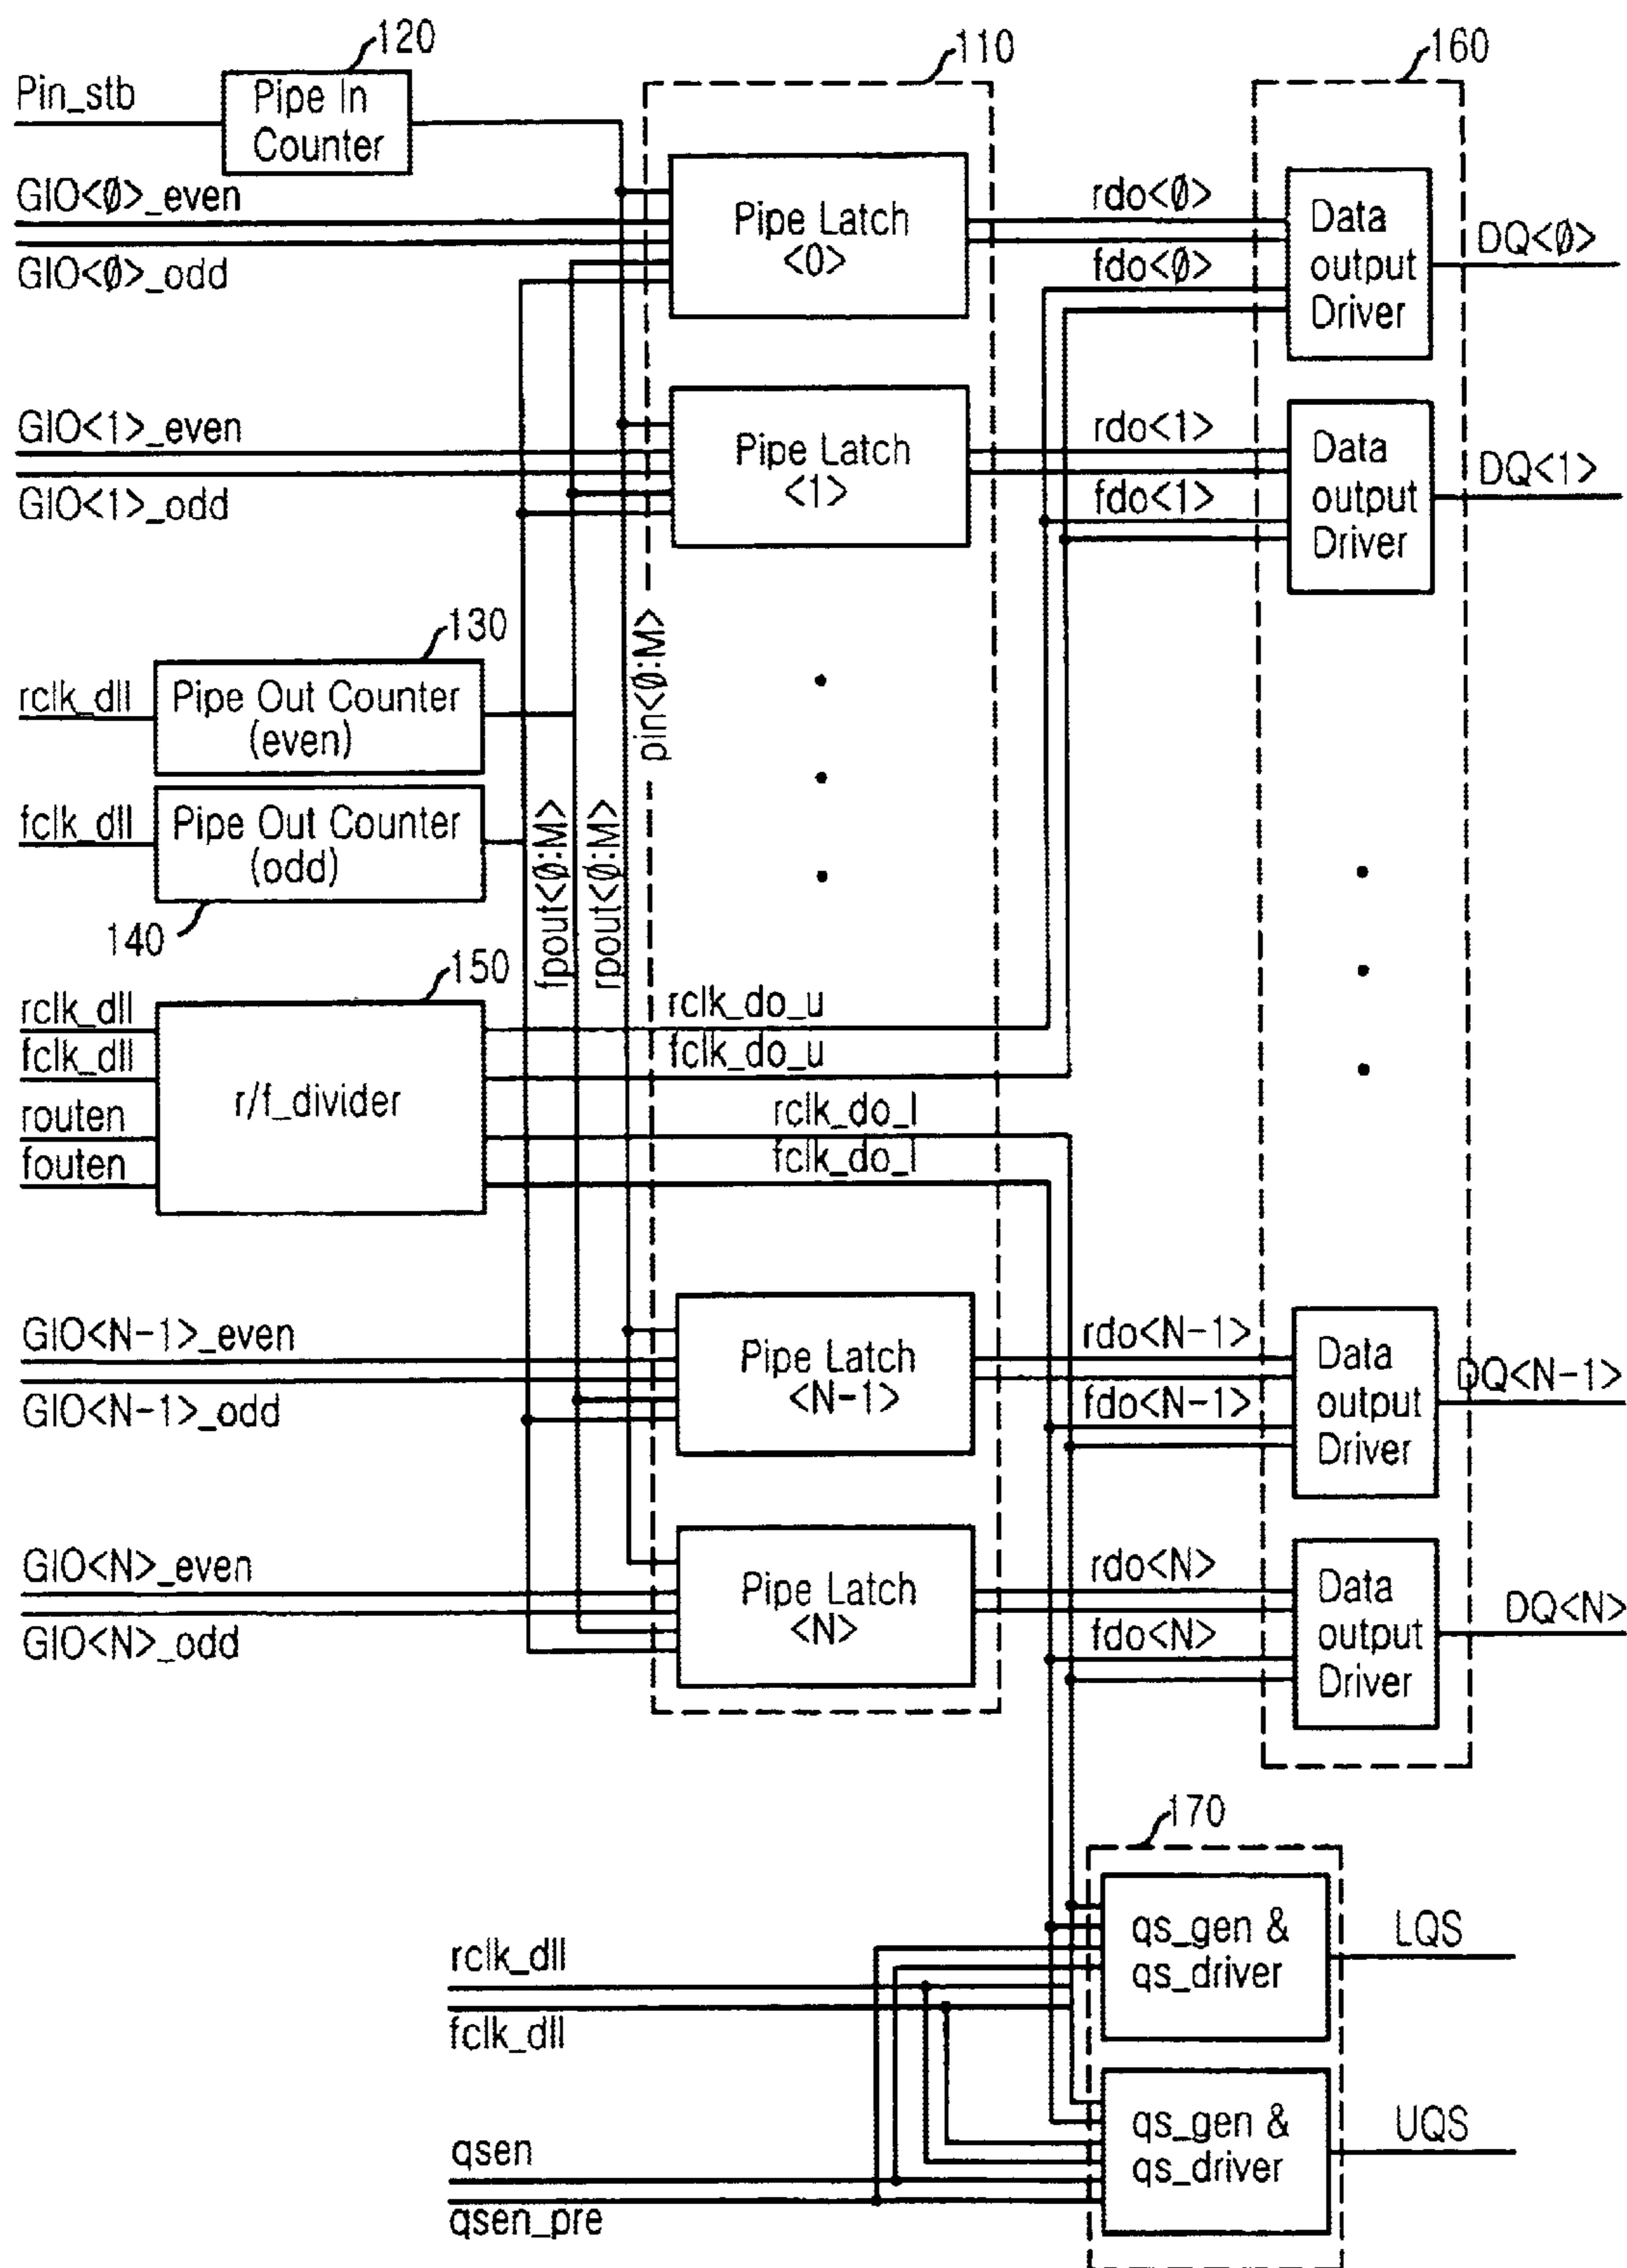 120
110
160
Pin_stb
Pipe In
Counter
GIO<Ø>_even
GIO<Ø>_odd
Pipe Latch
<0>
rdo<Ø>
fdo<Ø>
Data
output
Driver
DQ<Ø>
GIO<1>_even
GIO<1>_odd
Pipe Latch
<1>
rdo<1>
fdo<1>
Data
output
Driver
DQ<1>
130
rclk_dll
Pipe Out Counter
(even)
pin<Ø:M>
fclk_dll
Pipe Out Counter
(odd)
140
fpout<Ø:M>
rpout<Ø:M>
150
rclk_dll
fclk_dll
routen
fouten
r/f_divider
rclk_do_u
fclk_do_u
rclk_do_l
fclk_do_l
GIO<N-1>_even
GIO<N-1>_odd
Pipe Latch
<N-1>
rdo<N-1>
fdo<N-1>
Data
output
Driver
DQ<N-1>
GIO<N>_even
GIO<N>_odd
Pipe Latch
<N>
rdo<N>
fdo<N>
Data
output
Driver
DQ<N>
170
rclk_dll
fclk_dll
qs_gen &
qs_driver
LQS
qsen
qsen_pre
qs_gen &
qs_driver
UQS